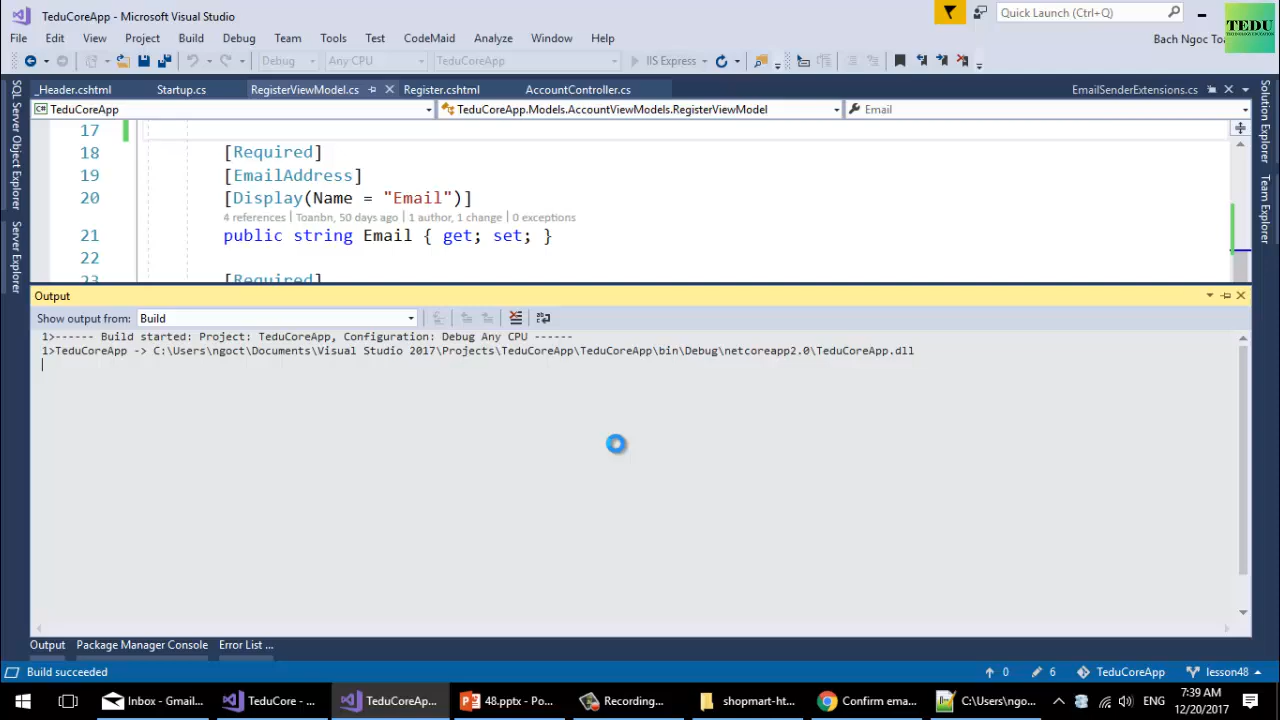 TeduCoreApp - Microsoft Visual Studio
Quick Launch (Ctrl+Q)
TEDU
File Edit View Project Build Debug Team Tools Test CodeMaid Analyze Window Help
Debug Any CPU TeduCoreApp IIS Express
_Header.cshtml Startup.cs RegisterViewModel.cs Register.cshtml AccountController.cs EmailSenderExtensions.cs
TeduCoreApp TeduCoreApp.Models.AccountViewModels.RegisterViewModel Email
SQL Server Object Explorer
Server Explorer
Solution Explorer
Team Explorer
17
18 [Required]
19 [EmailAddress]
20 [Display(Name = "Email")]
4 references | Toanbn, 50 days ago | 1 author, 1 change | 0 exceptions
21 public string Email { get; set; }
22
23 [Required]
Output
Show output from: Build
1>------ Build started: Project: TeduCoreApp, Configuration: Debug Any CPU ------
1>TeduCoreApp -> C:\Users\ngoct\Documents\Visual Studio 2017\Projects\TeduCoreApp\TeduCoreApp\bin\Debug\netcoreapp2.0\TeduCoreApp.dll
Output Package Manager Console Error List ...
Build succeeded 0 6 TeduCoreApp lesson48
Inbox - Gmail... TeduCore - ... TeduCoreApp... 48.pptx - Po... Recording... shopmart-ht... Confirm ema... C:\Users\ngo... ENG
7:39 AM
12/20/2017